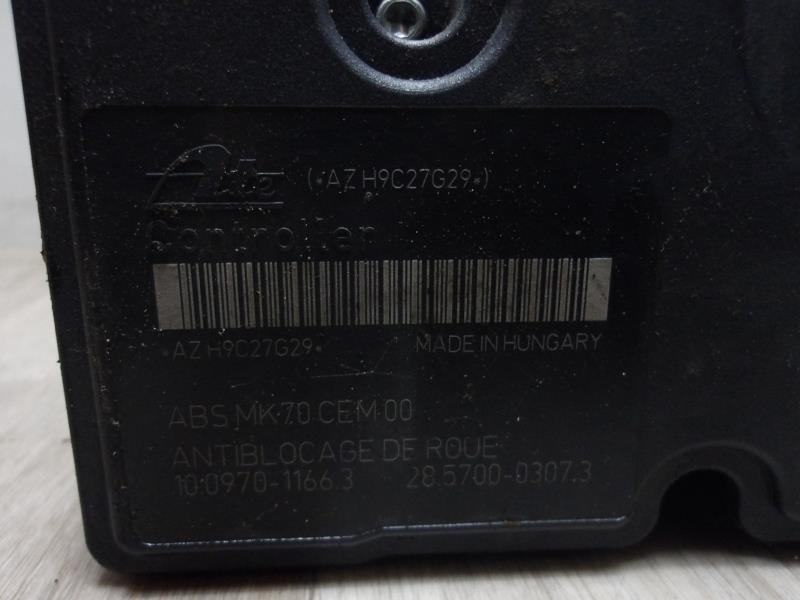 Ate (*AZ H9C27G29*)
Controller
*AZ H9C27G29* MADE IN HUNGARY
ABS MK70 CEM 00
ANTIBLOCAGE DE ROUE
10.0970-1166.3 28.5700-0307.3